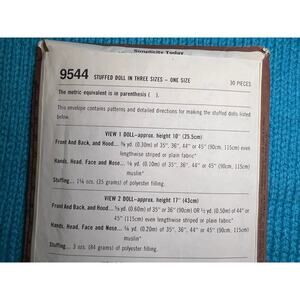 Simplicity Today
9544 STUFFED DOLL IN THREE SIZES – ONE SIZE 30 PIECES
The metric equivalent is in parenthesis ( ).
This envelope contains patterns and detailed directions for making the stuffed dolls listed
below.
VIEW 1 DOLL–approx. height 10" (25.5cm)
Front And Back, and Hood... ⅜ yd. (0.30m) of 35", 36", 44" or 45" (90cm, 115cm) even
lengthwise striped or plain fabric"
Hands, Head, Face and Nose... ⅛ yd. (0.20m) of 35", 36", 44" or 45" (90cm, 115cm)
muslin"
Stuffing... 1¼ ozs. (25 grams) of polyester filling.
VIEW 2 DOLL–approx. height 17" (43cm)
Front And Back, and Hood... ⅝ yd. (0.60m) of 35" or 36" (90cm) OR ½ yd. (0.50m) of 44" or
45" (115cm) even lengthwise striped or plain fabric"
Hands, Head, Face and Nose... ⅛ yd. (0.20m) of 35", 36", 44" or 45" (90cm, 115cm)
muslin"
Stuffing... 3 ozs. (84 grams) of polyester filling.